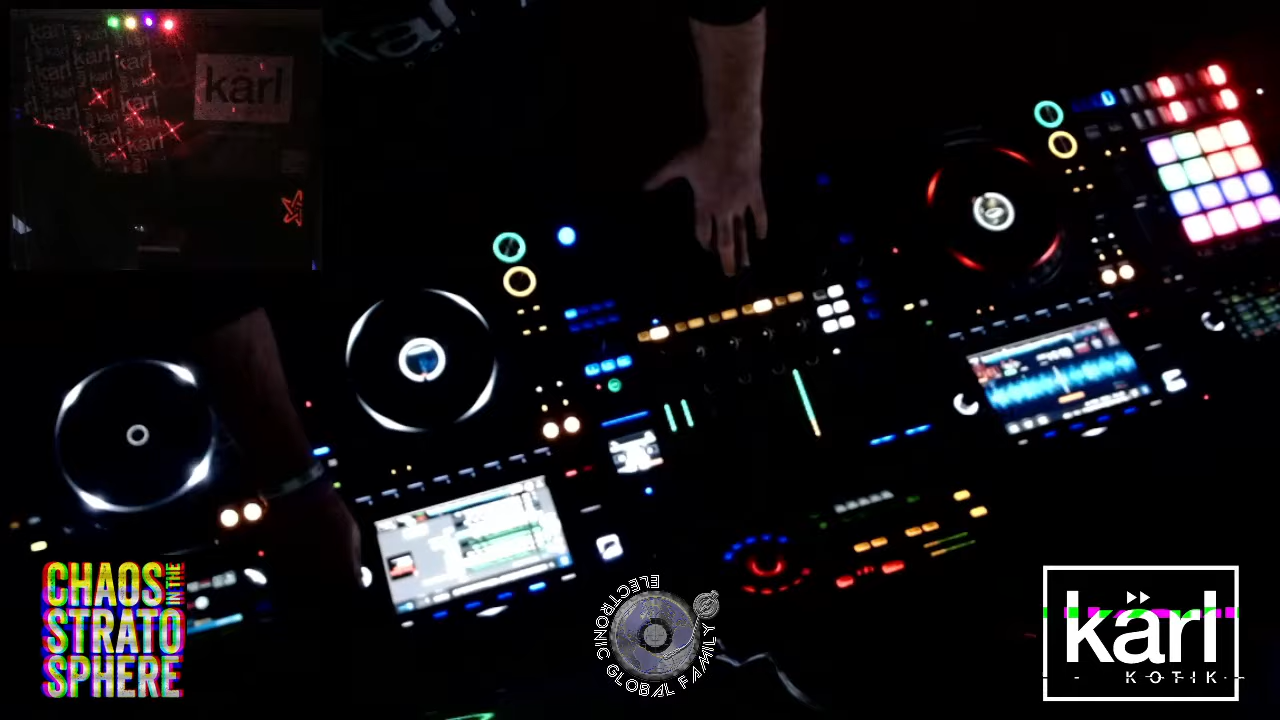 kärl
kärl
CHAOS
IN THE
STRATO
SPHERE
ELECTRONIC GLOBAL FAMILY
kärl
KOTIK